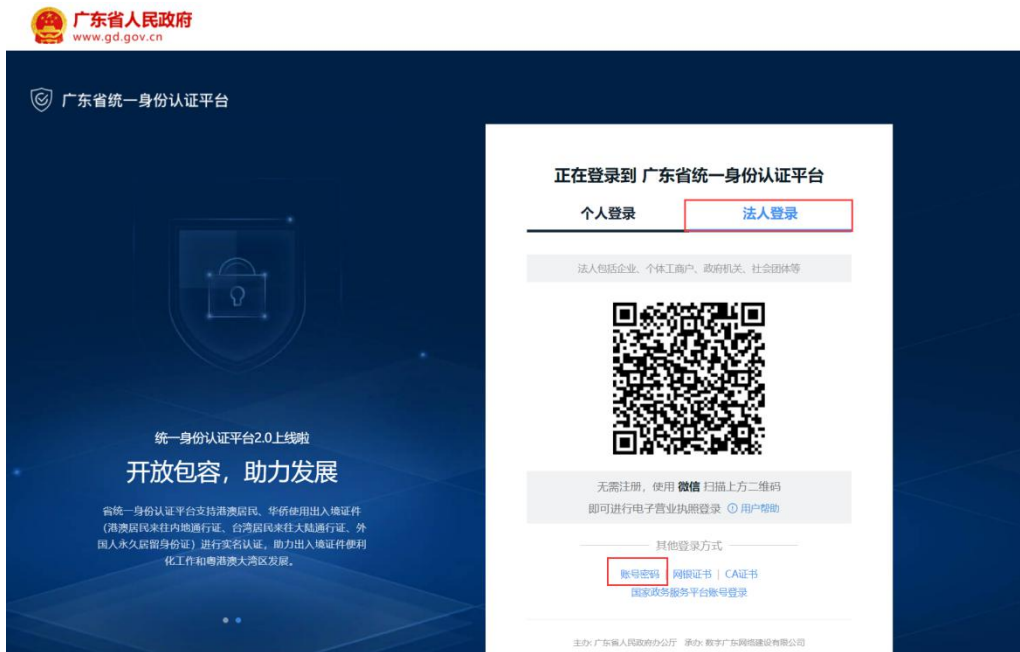 广东省人民政府
www.gd.gov.cn
广东省统一身份认证平台
统一身份认证平台2.0上线啦
开放包容，助力发展
省统一身份认证平台支持港澳居民、华侨使用出入境证件
（港澳居民来往内地通行证、台湾居民来往大陆通行证、外
国人永久居留身份证）进行实名认证，助力出入境证件便利
化工作和粤港澳大湾区发展。
正在登录到 广东省统一身份认证平台
个人登录 法人登录
法人包括企业、个体工商户、政府机关、社会团体等
无需注册，使用 微信 扫描上方二维码
即可进行电子营业执照登录 用户帮助
其他登录方式
账号密码 | 网银证书 | CA证书
国家政务服务平台账号登录
主办: 广东省人民政府办公厅 承办: 数字广东网络建设有限公司